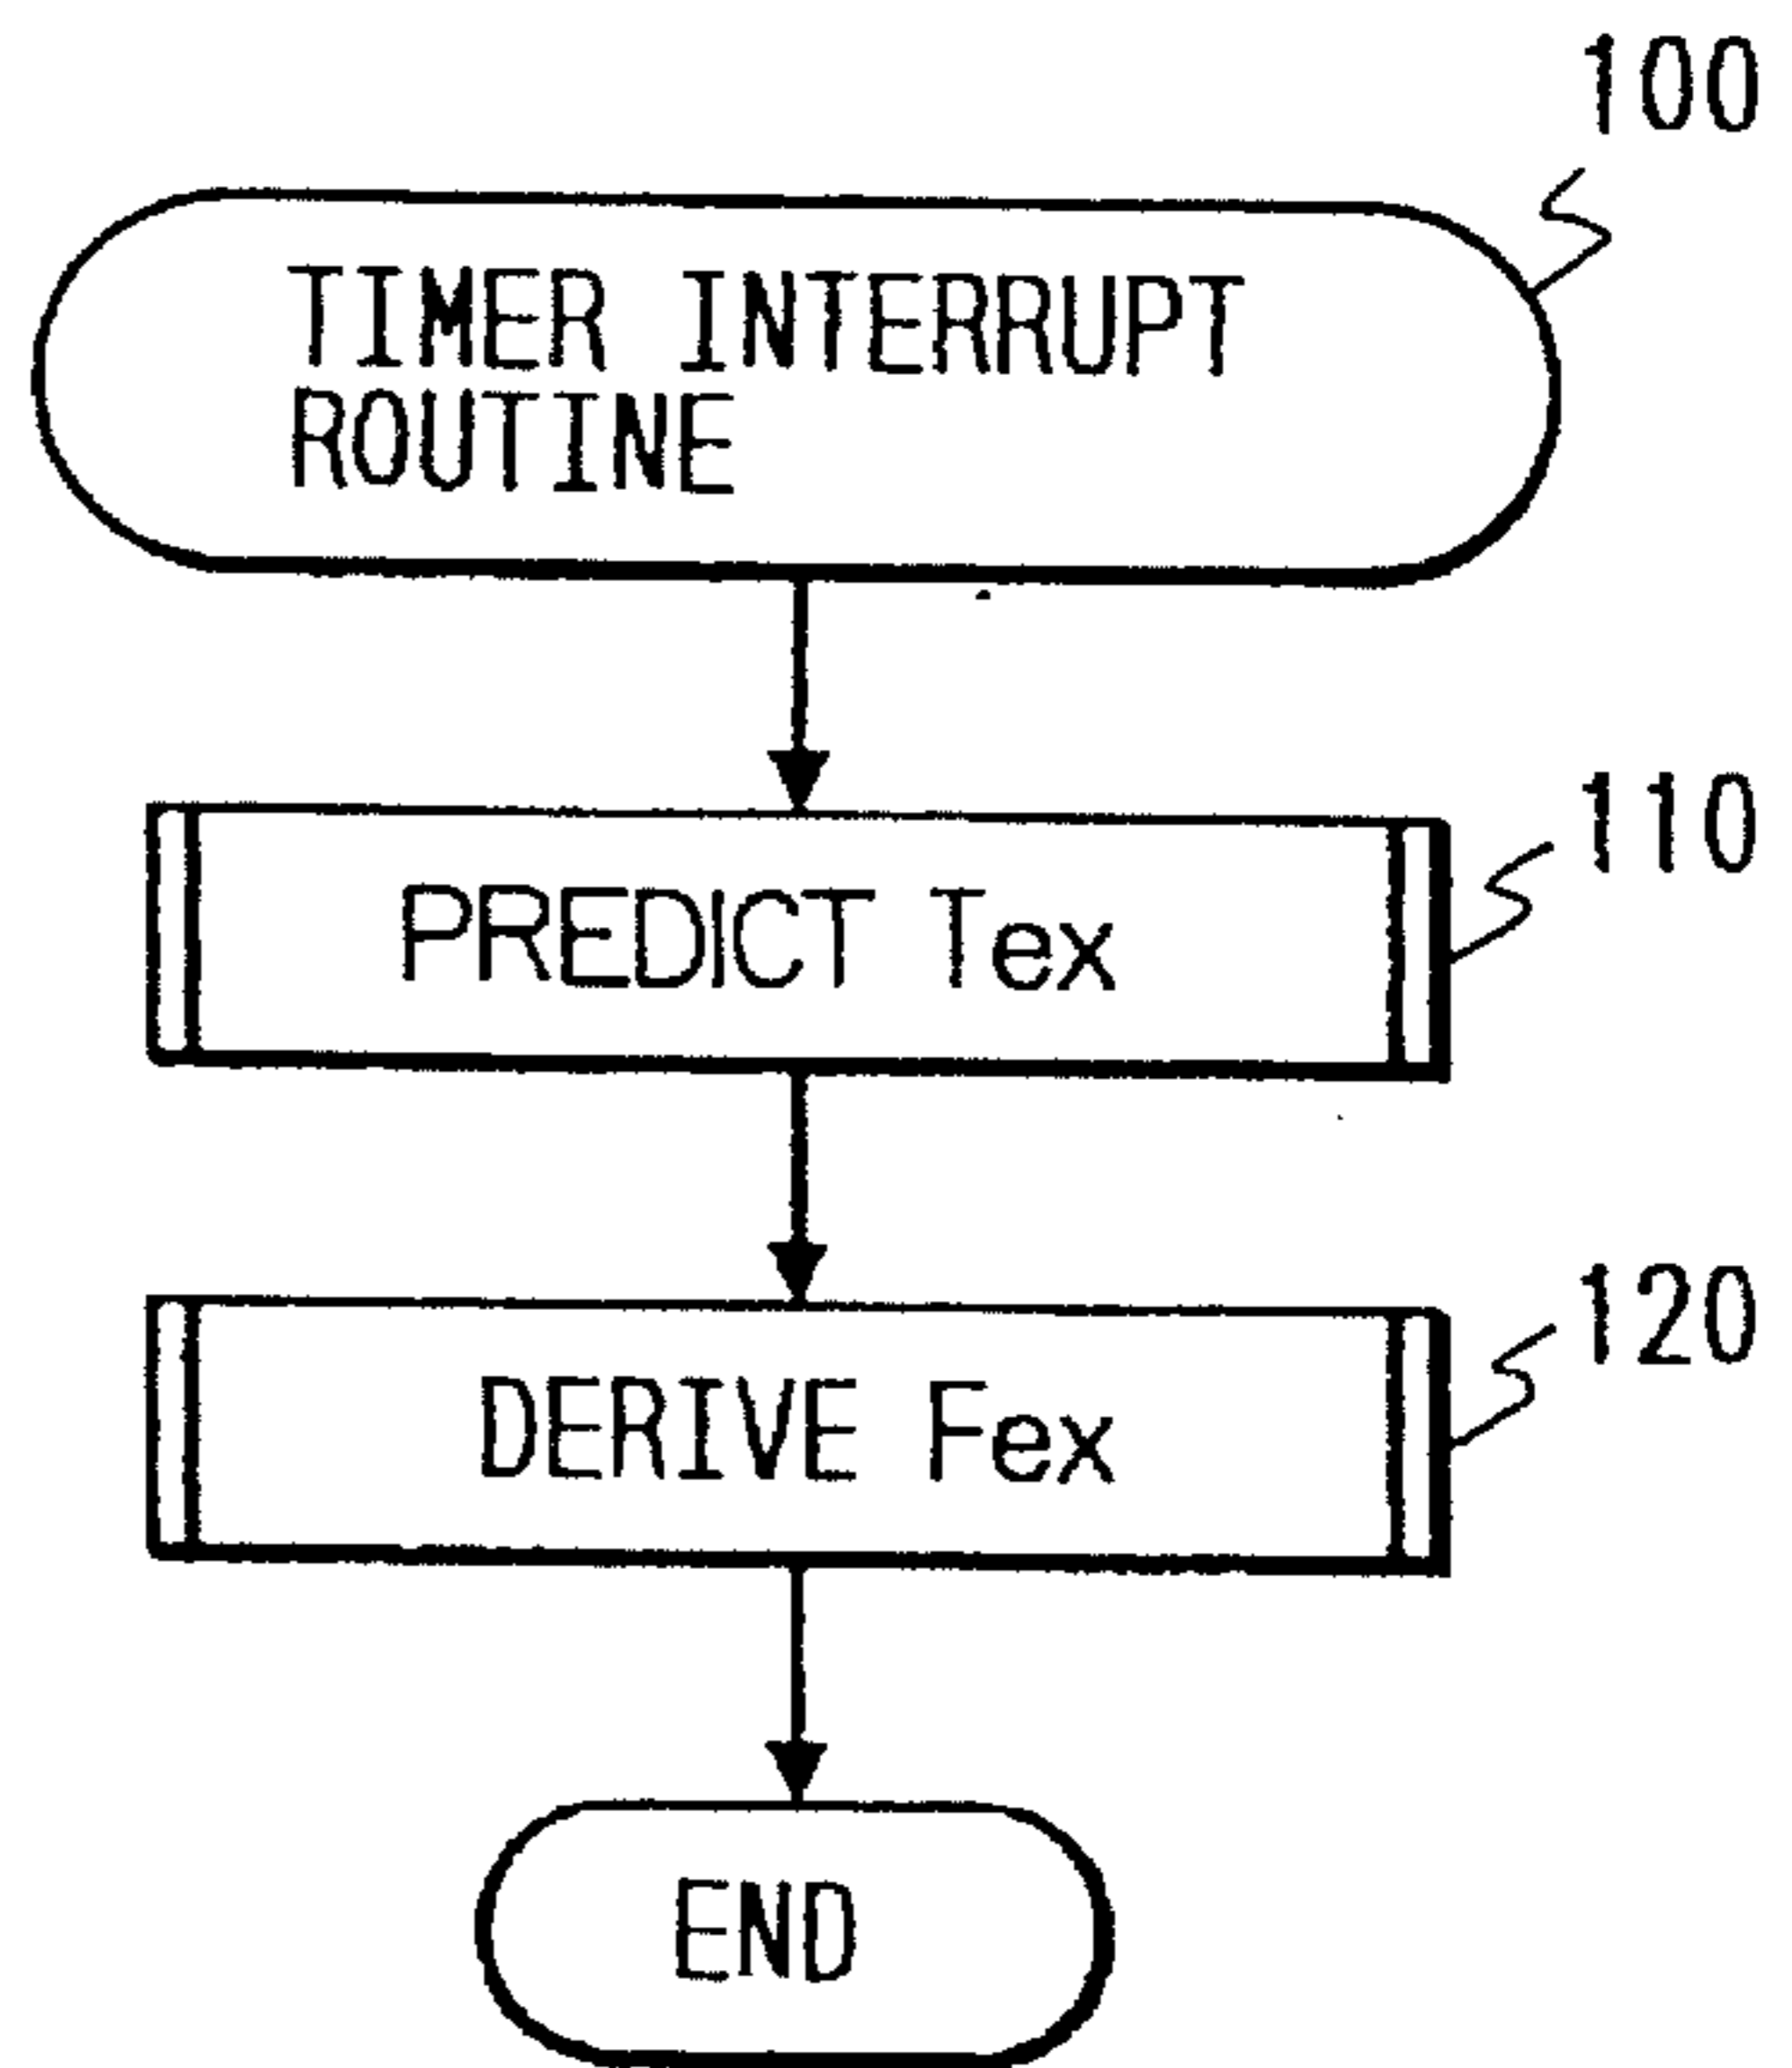 100
TIMER INTERRUPT
ROUTINE
110
PREDICT Tex
120
DERIVE Fex
END